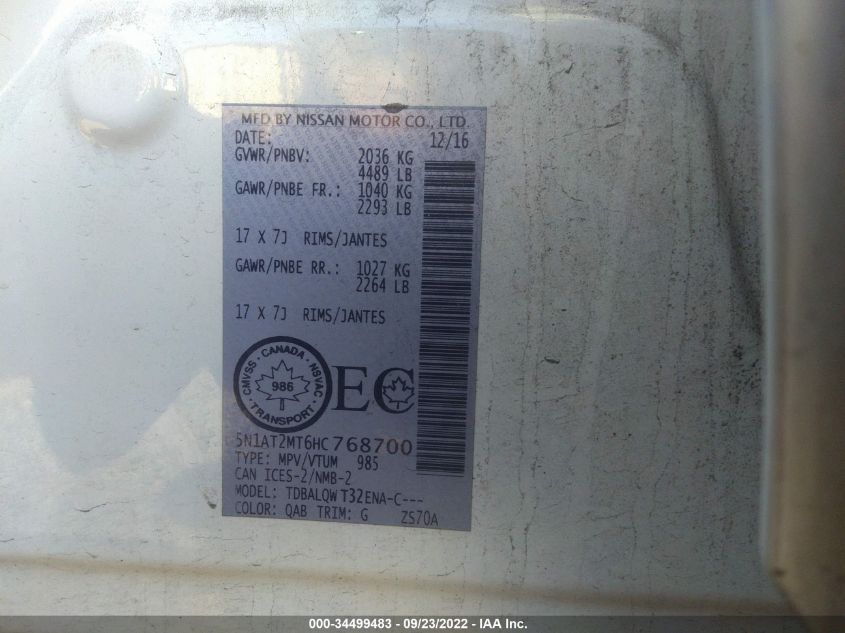 MFD BY NISSAN MOTOR CO., LTD.
DATE: 12/16
GVWR/PNBV: 2036 KG
4489 LB
GAWR/PNBE FR.: 1040 KG
2293 LB
17 X 7J RIMS/JANTES
GAWR/PNBE RR.: 1027 KG
2264 LB
17 X 7J RIMS/JANTES
CMVSS · CANADA · NSVAC
986
TRANSPORT
EC
5N1AT2MT6HC768700
TYPE: MPV/VTUM 985
CAN ICES-2/NMB-2
MODEL: TDBALQWT32ENA-C---
COLOR: QAB TRIM: G ZS70A
000-34499483 - 09/23/2022 - IAA Inc.